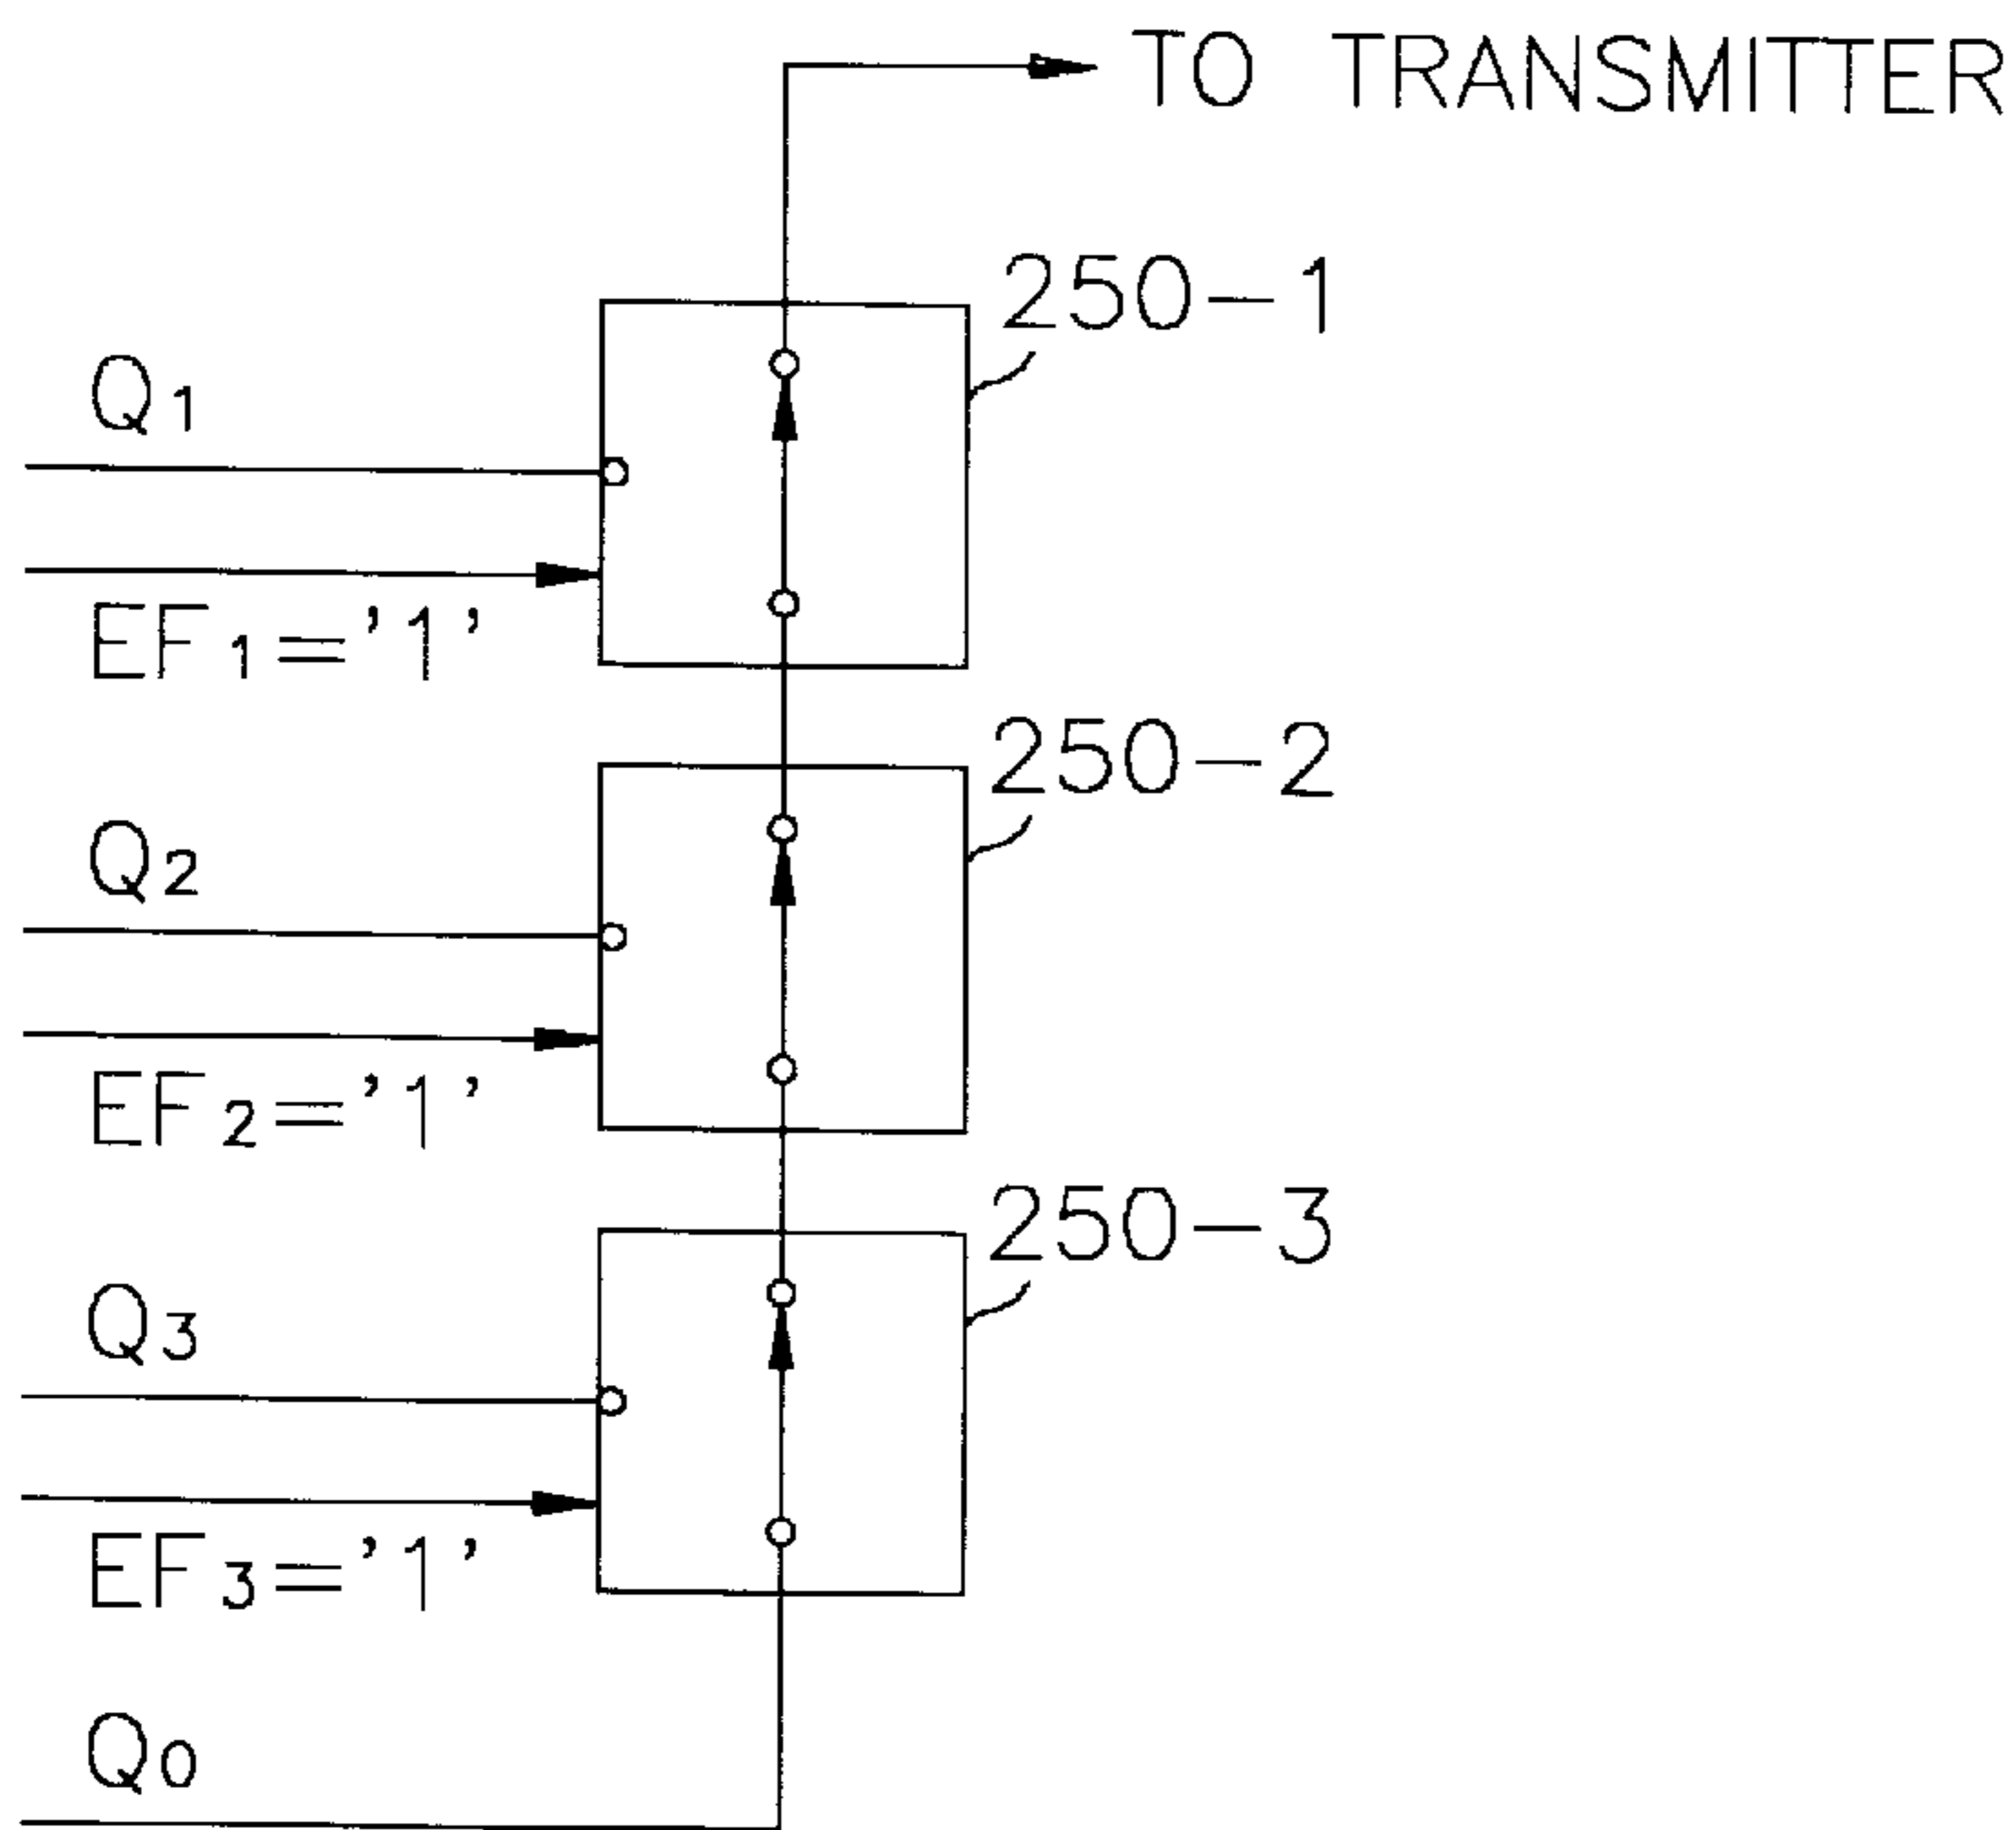 TO TRANSMITTER
250-1
Q1
EF1='1'
250-2
Q2
EF2='1'
250-3
Q3
EF3='1'
Q0